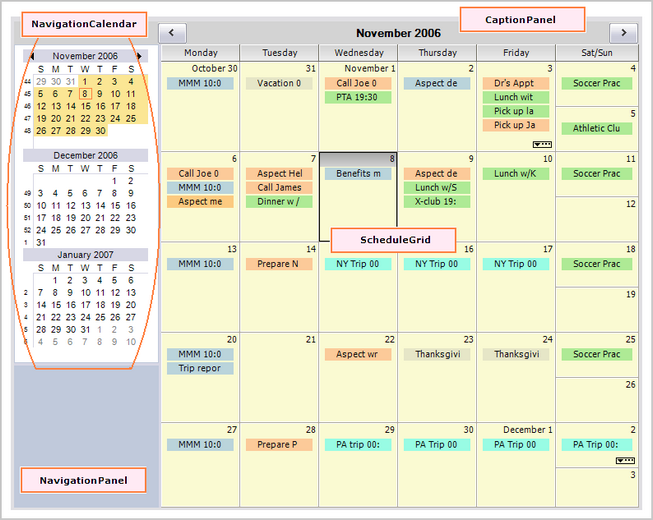 NavigationCalendar
CaptionPanel
November 2006
November 2006
S M T W T F S
44 29 30 31 1 2 3 4
45 5 6 7 8 9 10 11
46 12 13 14 15 16 17 18
47 19 20 21 22 23 24 25
48 26 27 28 29 30
December 2006
S M T W T F S
1 2
49 3 4 5 6 7 8 9
50 10 11 12 13 14 15 16
51 17 18 19 20 21 22 23
52 24 25 26 27 28 29 30
1 31
January 2007
S M T W T F S
1 2 3 4 5 6
2 7 8 9 10 11 12 13
3 14 15 16 17 18 19 20
4 21 22 23 24 25 26 27
5 28 29 30 31 1 2 3
4 5 6 7 8 9 10
NavigationPanel
Monday Tuesday Wednesday Thursday Friday Sat/Sun
October 30 31 November 1 2 3 4
MMM 10:0 Vacation 0 Call Joe 0 Aspect de Dr's Appt Soccer Prac
PTA 19:30 Lunch wit
Pickup la 5
Pick up Ja Athletic Clu
6 7 8 9 10 11
Call Joe 0 Aspect Hel Benefits m Aspect de Lunch w/K Soccer Prac
MMM 10:0 Call James Lunch w/S
Aspect me Dinner w / X-club 19: 12
ScheduleGrid
13 14 16 17 18
MMM 10:0 Prepare N NY Trip 00 NY Trip 00 NY Trip 00 Soccer Prac
19
20 21 22 23 24 25
MMM 10:0 Aspect wr Thanksgivi Thanksgivi Soccer Prac
Trip repor
26
27 28 29 30 December 1 2
MMM 10:0 Prepare P PA trip 00: PA Trip 00 PA Trip 00 PA Trip 00:
3